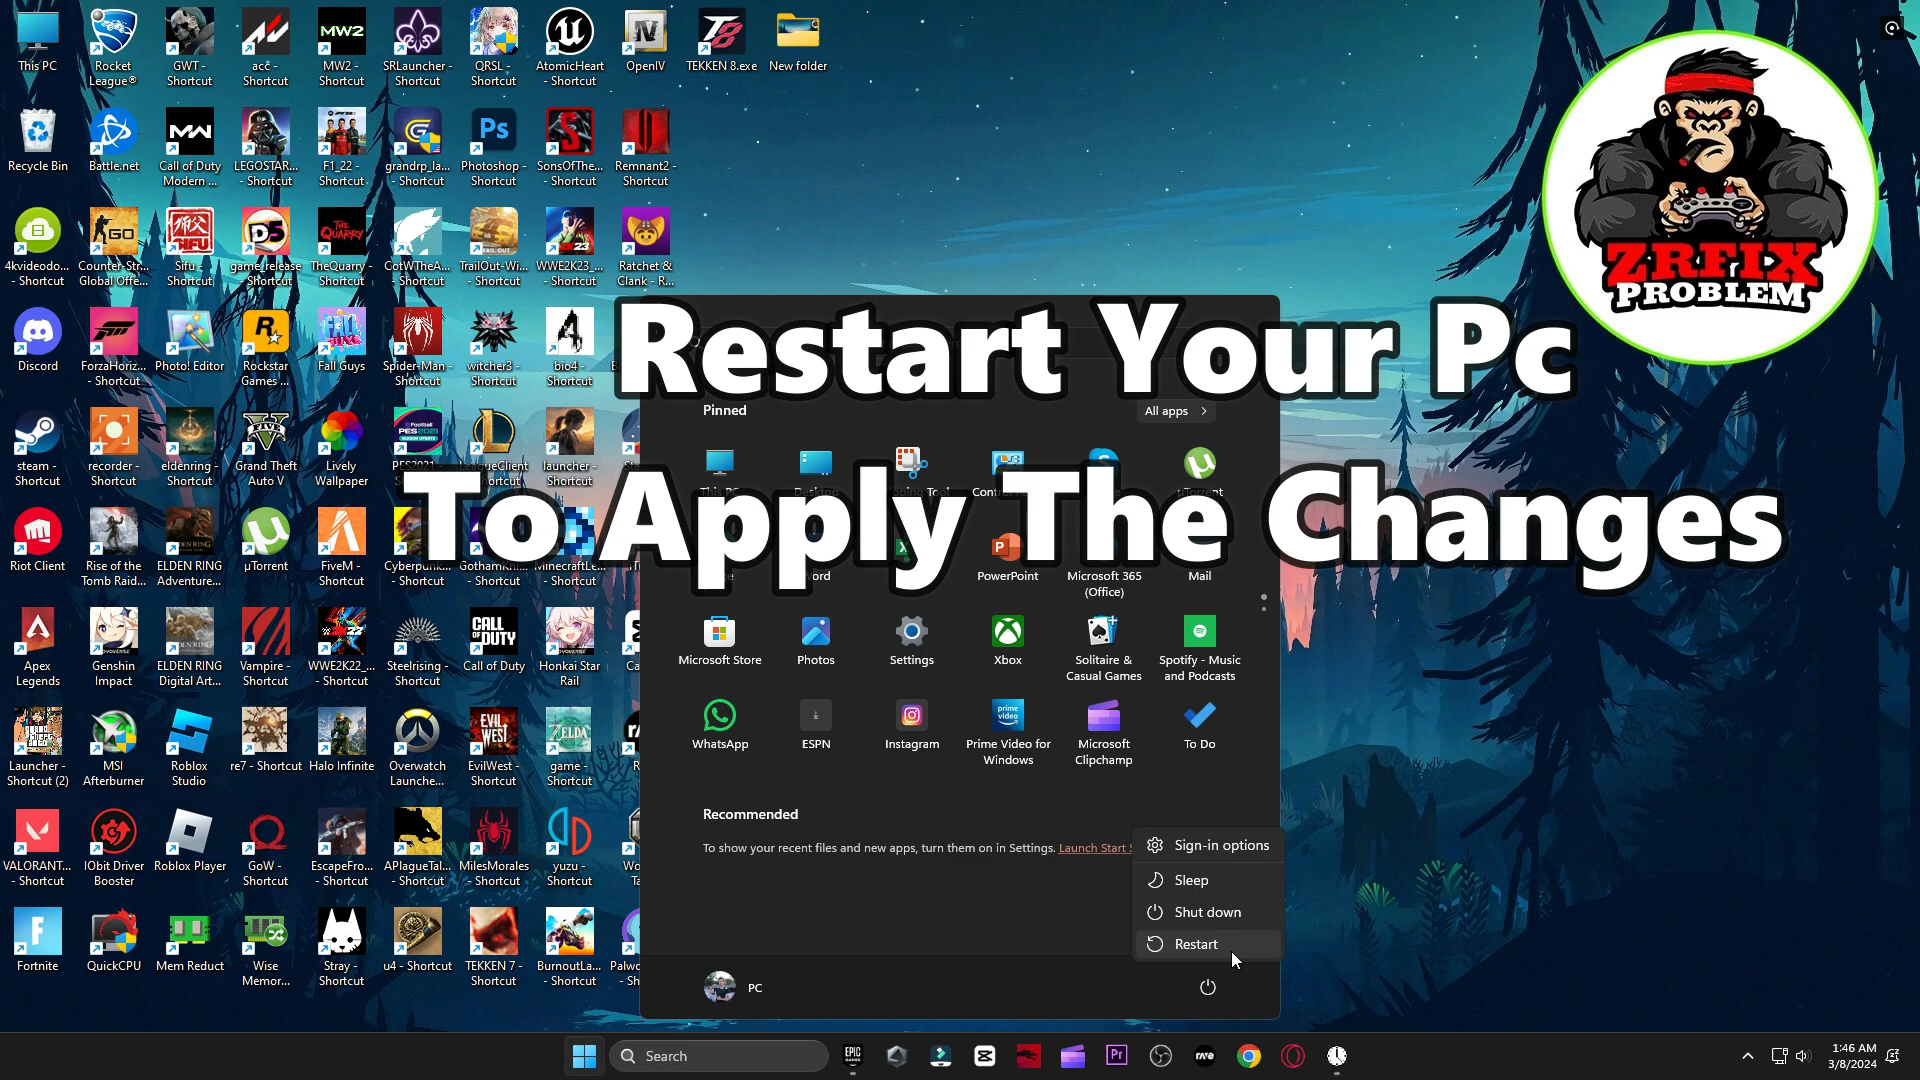 This PC
Rocket League®
GWT - Shortcut
acc - Shortcut
MW2 - Shortcut
SRLauncher - Shortcut
QRSL - Shortcut
AtomicHeart - Shortcut
OpenIV
TEKKEN 8.exe
New folder
Recycle Bin
Battle.net
Call of Duty Modern ...
LEGOSTAR... - Shortcut
F1_22 - Shortcut
grandrp_la... - Shortcut
Photoshop - Shortcut
SonsOfThe... - Shortcut
Remnant2 - Shortcut
4kvideodo... - Shortcut
Counter-Str... Global Offe...
Sifu - Shortcut
game_release - Shortcut
TheQuarry - Shortcut
CotWTheA... - Shortcut
TrailOut-Wi... - Shortcut
WWE2K23_... - Shortcut
Ratchet & Clank - R...
ZRFIX
PROBLEM
Restart Your Pc
To Apply The Changes
Discord
ForzaHoriz... - Shortcut
Photo! Editor
Rockstar Games ...
Fall Guys
Spider-Man - Shortcut
witcher3 - Shortcut
bio4 - Shortcut
steam - Shortcut
recorder - Shortcut
eldenring - Shortcut
Grand Theft Auto V
Lively Wallpaper
PES2021 - Shortcut
LeagueClient
launcher - Shortcut
Riot Client
Rise of the Tomb Raid...
ELDEN RING Adventure...
µTorrent
FiveM - Shortcut
Cyberpunk... - Shortcut
GothamKni... - Shortcut
MinecraftLe... - Shortcut
Apex Legends
Genshin Impact
ELDEN RING Digital Art...
Vampire - Shortcut
WWE2K22_... - Shortcut
Steelrising - Shortcut
Call of Duty
Honkai Star Rail
Launcher - Shortcut (2)
MSI Afterburner
Roblox Studio
re7 - Shortcut
Halo Infinite
Overwatch Launche...
EvilWest - Shortcut
game - Shortcut
VALORANT... - Shortcut
IObit Driver Booster
Roblox Player
GoW - Shortcut
EscapeFro... - Shortcut
APlagueTal... - Shortcut
MilesMorales - Shortcut
yuzu - Shortcut
Fortnite
QuickCPU
Mem Reduct
Wise Memor...
Stray - Shortcut
u4 - Shortcut
TEKKEN 7 - Shortcut
BurnoutLa... - Shortcut
Pinned
All apps
This PC
Desktop
µTorrent
Word
PowerPoint
Microsoft 365 (Office)
Mail
Microsoft Store
Photos
Settings
Xbox
Solitaire & Casual Games
Spotify - Music and Podcasts
WhatsApp
ESPN
Instagram
Prime Video for Windows
Microsoft Clipchamp
To Do
Recommended
To show your recent files and new apps, turn them on in Settings. Launch Start
Sign-in options
Sleep
Shut down
Restart
PC
Search
1:46 AM
3/8/2024